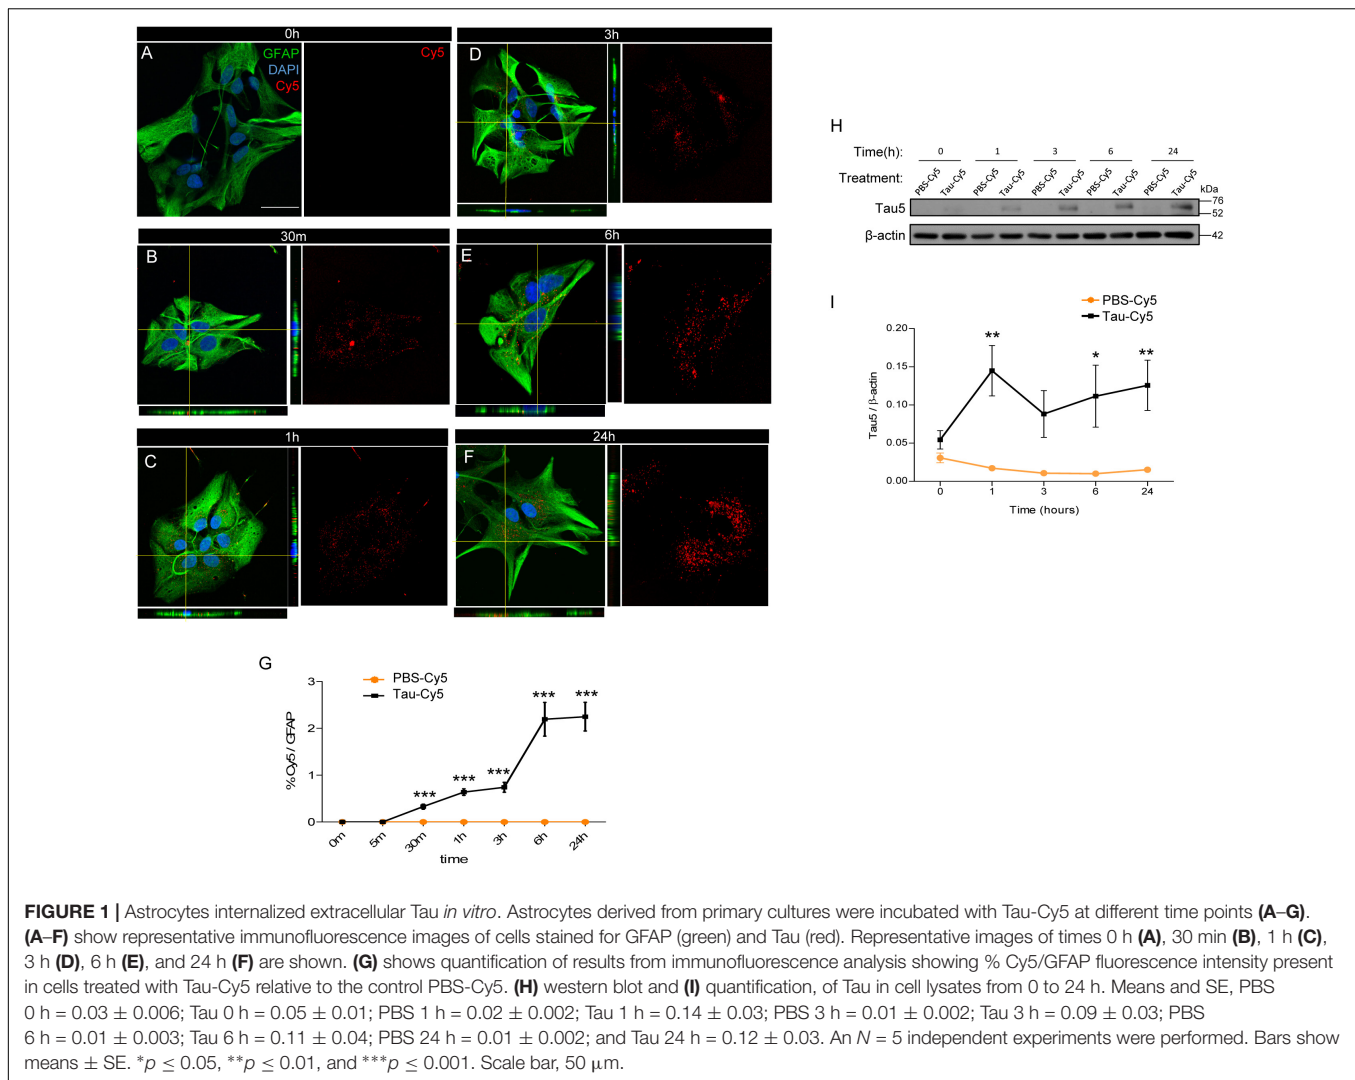 0h
A
GFAP
DAPI
Cy5
Cy5
3h
D
30m
B
6h
E
1h
C
24h
F
G
PBS-Cy5
Tau-Cy5
3
2
1
0
% Cy5 / GFAP
***
***
***
***
***
0m
5m
30m
1h
3h
6h
24h
time
H
Time(h):
0
1
3
6
24
Treatment:
PBS-Cy5
Tau-Cy5
PBS-Cy5
Tau-Cy5
PBS-Cy5
Tau-Cy5
PBS-Cy5
Tau-Cy5
PBS-Cy5
Tau-Cy5
kDa
Tau5
76
52
β-actin
42
I
PBS-Cy5
Tau-Cy5
0.20
0.15
0.10
0.05
0.00
Tau5 / β-actin
**
*
**
0
1
3
6
24
Time (hours)
FIGURE 1 | Astrocytes internalized extracellular Tau in vitro. Astrocytes derived from primary cultures were incubated with Tau-Cy5 at different time points (A–G).
(A–F) show representative immunofluorescence images of cells stained for GFAP (green) and Tau (red). Representative images of times 0 h (A), 30 min (B), 1 h (C),
3 h (D), 6 h (E), and 24 h (F) are shown. (G) shows quantification of results from immunofluorescence analysis showing % Cy5/GFAP fluorescence intensity present
in cells treated with Tau-Cy5 relative to the control PBS-Cy5. (H) western blot and (I) quantification, of Tau in cell lysates from 0 to 24 h. Means and SE, PBS
0 h = 0.03 ± 0.006; Tau 0 h = 0.05 ± 0.01; PBS 1 h = 0.02 ± 0.002; Tau 1 h = 0.14 ± 0.03; PBS 3 h = 0.01 ± 0.002; Tau 3 h = 0.09 ± 0.03; PBS
6 h = 0.01 ± 0.003; Tau 6 h = 0.11 ± 0.04; PBS 24 h = 0.01 ± 0.002; and Tau 24 h = 0.12 ± 0.03. An N = 5 independent experiments were performed. Bars show
means ± SE. *p ≤ 0.05, **p ≤ 0.01, and ***p ≤ 0.001. Scale bar, 50 μm.